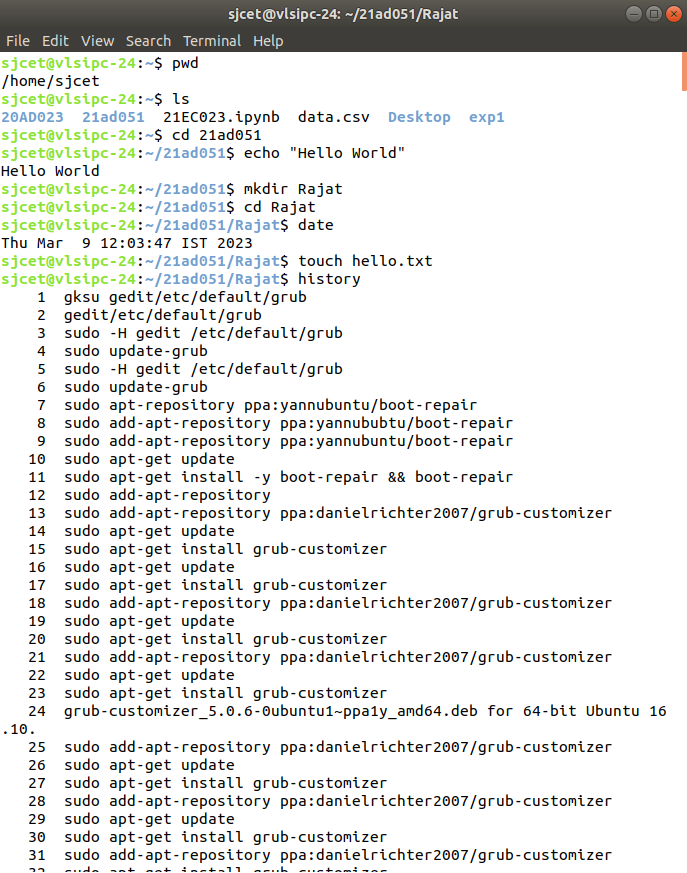 sjcet@vlsipc-24: ~/21ad051/Rajat
File Edit View Search Terminal Help
sjcet@vlsipc-24:~$ pwd
/home/sjcet
sjcet@vlsipc-24:~$ ls
20AD023  21ad051  21EC023.ipynb  data.csv  Desktop  exp1
sjcet@vlsipc-24:~$ cd 21ad051
sjcet@vlsipc-24:~/21ad051$ echo "Hello World"
Hello World
sjcet@vlsipc-24:~/21ad051$ mkdir Rajat
sjcet@vlsipc-24:~/21ad051$ cd Rajat
sjcet@vlsipc-24:~/21ad051/Rajat$ date
Thu Mar  9 12:03:47 IST 2023
sjcet@vlsipc-24:~/21ad051/Rajat$ touch hello.txt
sjcet@vlsipc-24:~/21ad051/Rajat$ history
    1  gksu gedit/etc/default/grub
    2  gedit/etc/default/grub
    3  sudo -H gedit /etc/default/grub
    4  sudo update-grub
    5  sudo -H gedit /etc/default/grub
    6  sudo update-grub
    7  sudo apt-repository ppa:yannubuntu/boot-repair
    8  sudo add-apt-repository ppa:yannububtu/boot-repair
    9  sudo add-apt-repository ppa:yannubuntu/boot-repair
   10  sudo apt-get update
   11  sudo apt-get install -y boot-repair && boot-repair
   12  sudo add-apt-repository
   13  sudo add-apt-repository ppa:danielrichter2007/grub-customizer
   14  sudo apt-get update
   15  sudo apt-get install grub-customizer
   16  sudo apt-get update
   17  sudo apt-get install grub-customizer
   18  sudo add-apt-repository ppa:danielrichter2007/grub-customizer
   19  sudo apt-get update
   20  sudo apt-get install grub-customizer
   21  sudo add-apt-repository ppa:danielrichter2007/grub-customizer
   22  sudo apt-get update
   23  sudo apt-get install grub-customizer
   24  grub-customizer_5.0.6-0ubuntu1~ppa1y_amd64.deb for 64-bit Ubuntu 16
.10.
   25  sudo add-apt-repository ppa:danielrichter2007/grub-customizer
   26  sudo apt-get update
   27  sudo apt-get install grub-customizer
   28  sudo add-apt-repository ppa:danielrichter2007/grub-customizer
   29  sudo apt-get update
   30  sudo apt-get install grub-customizer
   31  sudo add-apt-repository ppa:danielrichter2007/grub-customizer
   32  sudo apt-get install grub-customizer